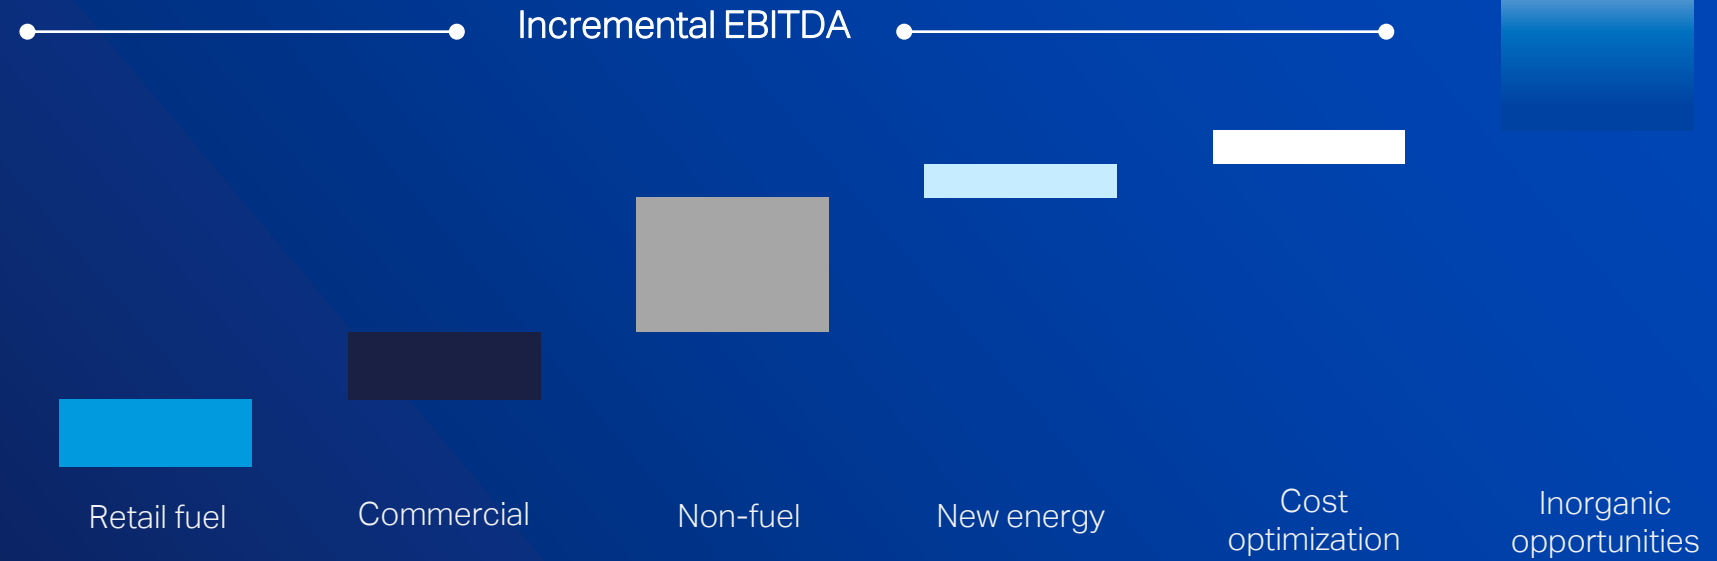 Incremental EBITDA
Retail fuel
Commercial
Non-fuel
New energy
Cost
optimization
Inorganic
opportunities